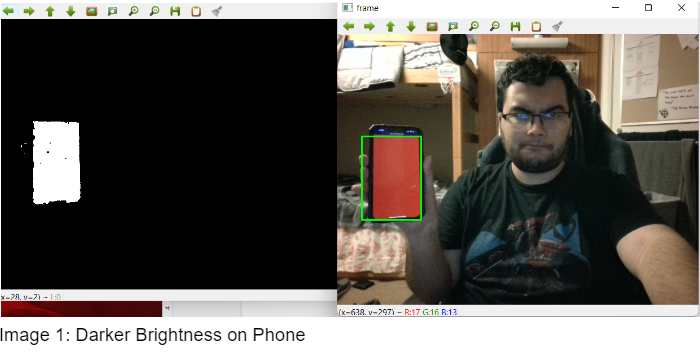 frame
(x=28, y=2) ~ L:0
(x=638, y=297) ~ R:17 G:16 B:13
Image 1: Darker Brightness on Phone